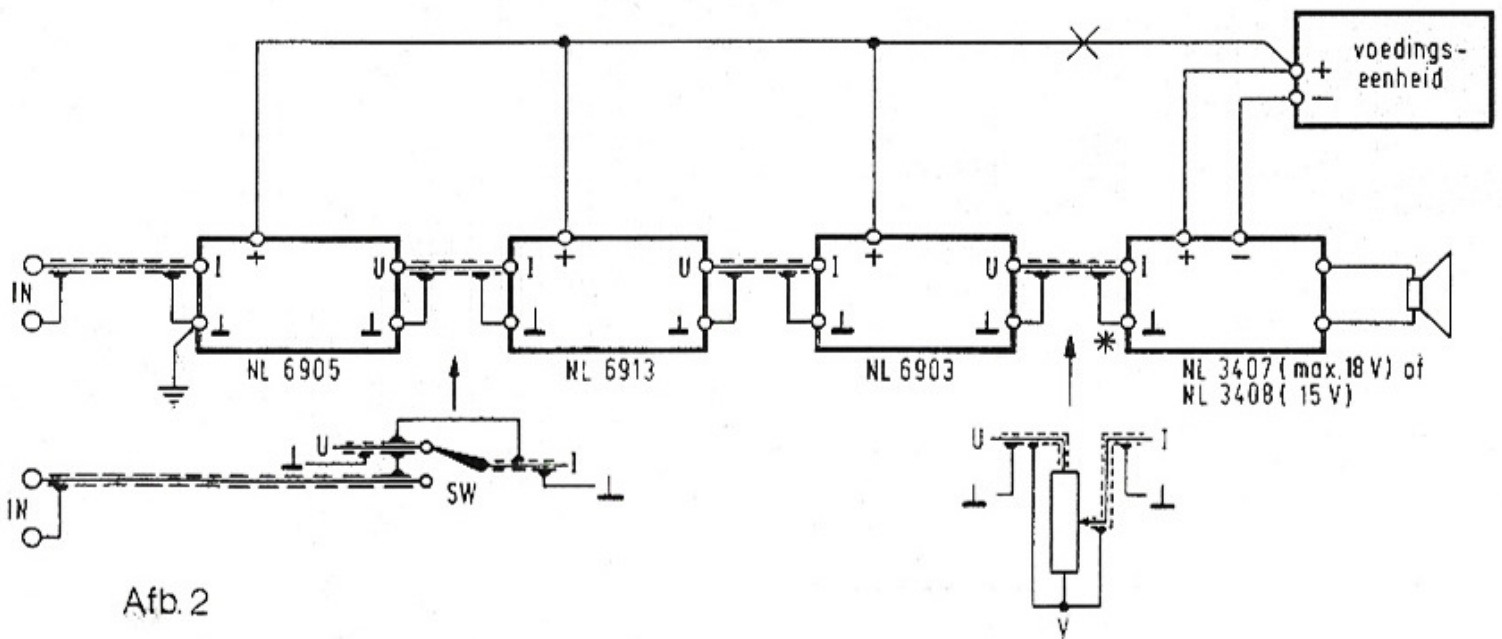 voedings-
eenheid
+
−
I
+
U
I
+
U
I
+
U
I
+
−
IN
NL 6905
NL 6913
NL 6903
*
NL 3407 ( max. 18 V ) of
NL 3408 ( 15 V )
U
I
SW
IN
U
I
V
Afb. 2